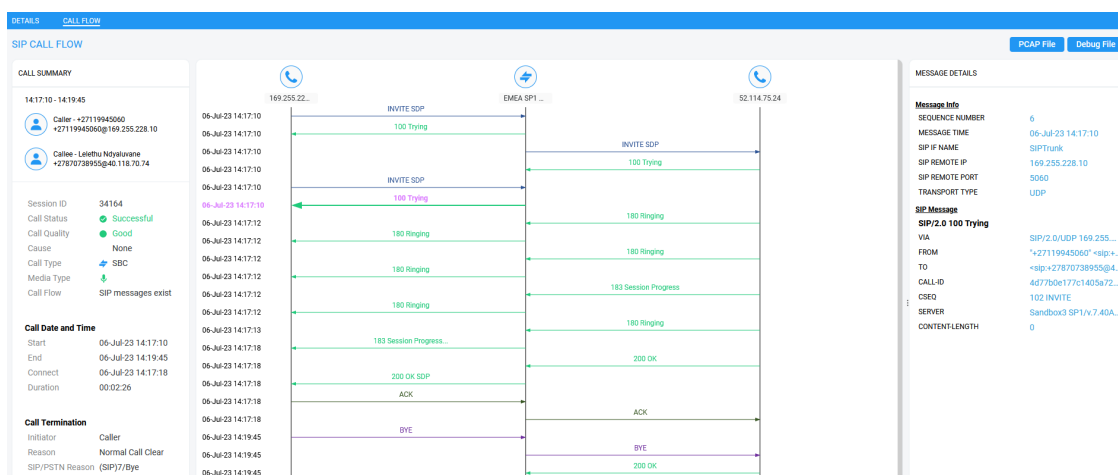 DETAILS CALL FLOW
SIP CALL FLOW
PCAP File Debug File
CALL SUMMARY
14:17:10 - 14:19:45
Caller - +27119945060
+27119945060@169.255.228.10
Callee - Lelethu Ndyaluvane
+27870738955@40.118.70.74
Session ID 34164
Call Status Successful
Call Quality Good
Cause None
Call Type SBC
Media Type
Call Flow SIP messages exist
Call Date and Time
Start 06-Jul-23 14:17:10
End 06-Jul-23 14:19:45
Connect 06-Jul-23 14:17:18
Duration 00:02:26
Call Termination
Initiator Caller
Reason Normal Call Clear
SIP/PSTN Reason (SIP)7/Bye
169.255.22... EMEA SP1 ... 52.114.75.24
INVITE SDP
06-Jul-23 14:17:10
100 Trying
06-Jul-23 14:17:10
INVITE SDP
06-Jul-23 14:17:10
100 Trying
06-Jul-23 14:17:10
INVITE SDP
06-Jul-23 14:17:10
100 Trying
06-Jul-23 14:17:10
180 Ringing
06-Jul-23 14:17:12
180 Ringing
06-Jul-23 14:17:12
180 Ringing
06-Jul-23 14:17:12
180 Ringing
06-Jul-23 14:17:12
183 Session Progress
06-Jul-23 14:17:12
180 Ringing
06-Jul-23 14:17:12
180 Ringing
06-Jul-23 14:17:13
183 Session Progress...
06-Jul-23 14:17:18
200 OK
06-Jul-23 14:17:18
200 OK SDP
06-Jul-23 14:17:18
ACK
06-Jul-23 14:17:18
ACK
06-Jul-23 14:17:18
BYE
06-Jul-23 14:19:45
BYE
06-Jul-23 14:19:45
200 OK
06-Jul-23 14:19:45
MESSAGE DETAILS
Message Info
SEQUENCE NUMBER 6
MESSAGE TIME 06-Jul-23 14:17:10
SIP IF NAME SIPTrunk
SIP REMOTE IP 169.255.228.10
SIP REMOTE PORT 5060
TRANSPORT TYPE UDP
SIP Message
SIP/2.0 100 Trying
VIA SIP/2.0/UDP 169.255....
FROM "+27119945060" <sip:+...
TO <sip:+27870738955@4...
CALL-ID 4d77b0e177c1405a72...
CSEQ 102 INVITE
SERVER Sandbox3 SP1/v.7.40A...
CONTENT-LENGTH 0